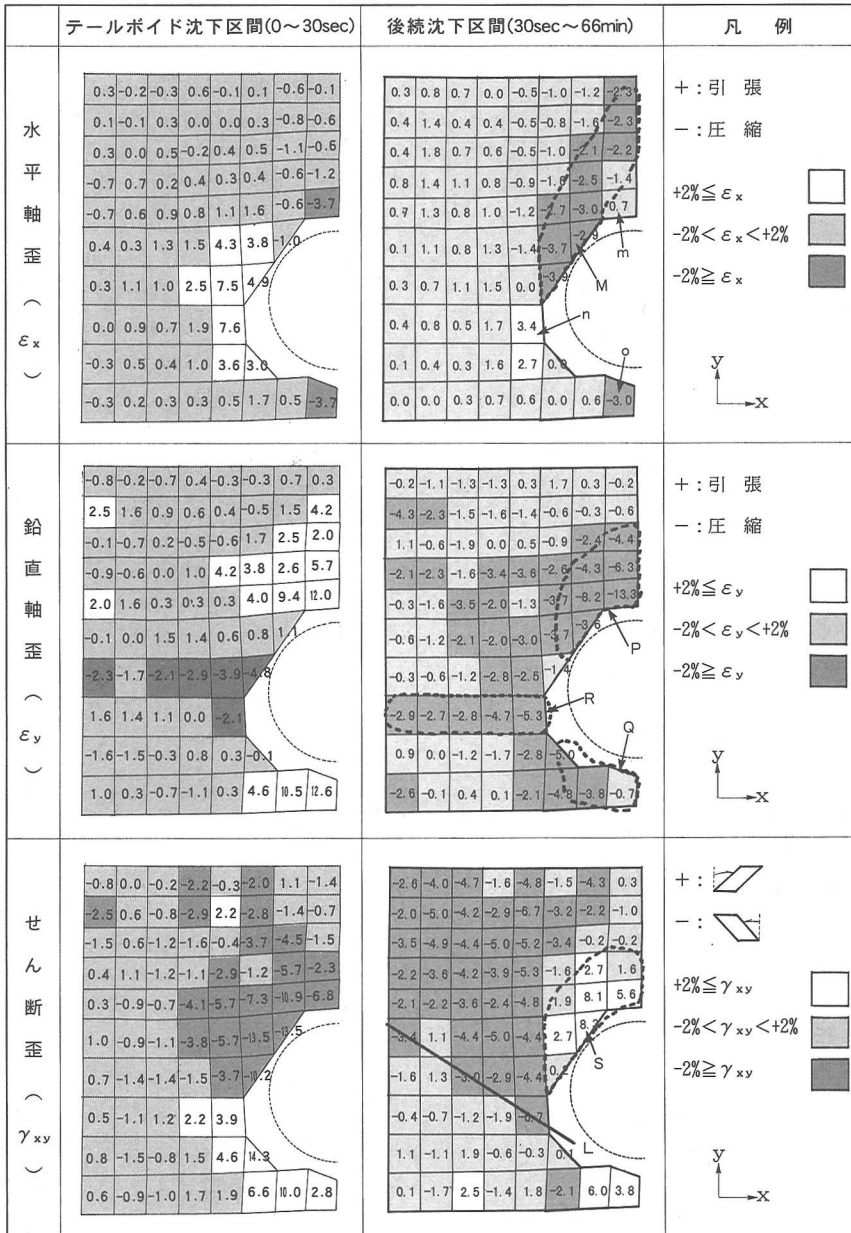 テールボイド沈下区間(0〜30sec) 後続沈下区間(30sec〜66min) 凡 例
水平軸歪(εx)
0.3 -0.2 -0.3 0.6 -0.1 0.1 -0.6 -0.1
0.1 -0.1 0.3 0.0 0.0 0.3 -0.8 -0.6
0.3 0.0 0.5 -0.2 0.4 0.5 -1.1 -0.6
-0.7 0.7 0.2 0.4 0.3 0.4 -0.6 -1.2
-0.7 0.6 0.9 0.8 1.1 1.6 -0.6 -3.7
0.4 0.3 1.3 1.5 4.3 3.8 -1.0
0.3 1.1 1.0 2.5 7.5 4.9
0.0 0.9 0.7 1.9 7.6
-0.3 0.5 0.4 1.0 3.6 3.0
-0.3 0.2 0.3 0.3 0.5 1.7 0.5 -3.7
0.3 0.8 0.7 0.0 -0.5 -1.0 -1.2 -2.3
0.4 1.4 0.4 0.4 -0.5 -0.8 -1.6 -2.3
0.4 1.8 0.7 0.6 -0.5 -1.0 -2.1 -2.2
0.8 1.4 1.1 0.8 -0.9 -1.6 -2.5 -1.4
0.7 1.3 0.8 1.0 -1.2 -2.7 -3.0 0.7
0.1 1.1 0.8 1.3 -1.4 -3.7 -2.9
m
0.3 0.7 1.1 1.5 0.0 -3.9
M
0.4 0.8 0.5 1.7 3.4
n
0.1 0.4 0.3 1.6 2.7 0.0
o
0.0 0.0 0.3 0.7 0.6 0.0 0.6 -3.0
+:引 張
-:圧 縮
+2%≦εx
-2%<εx<+2%
-2%≧εx
y
x
鉛直軸歪(εy)
-0.8 -0.2 -0.7 0.4 -0.3 -0.3 0.7 0.3
2.5 1.6 0.9 0.6 0.4 -0.5 1.5 4.2
-0.1 -0.7 0.2 -0.5 -0.6 1.7 2.5 2.0
-0.9 -0.6 0.0 1.0 4.2 3.8 2.6 5.7
2.0 1.6 0.3 0.3 0.3 4.0 9.4 12.0
-0.1 0.0 1.5 1.4 0.6 0.8 1.1
-2.3 -1.7 -2.1 -2.9 -3.9 -4.8
1.6 1.4 1.1 0.0 -2.1
-1.6 -1.5 -0.3 0.8 0.3 -0.1
1.0 0.3 -0.7 -1.1 0.3 4.6 10.5 12.6
-0.2 -1.1 -1.3 -1.3 0.3 1.7 0.3 -0.2
-4.3 -2.3 -1.5 -1.6 -1.4 -0.6 -0.3 -0.6
1.1 -0.6 -1.9 0.0 0.5 -0.9 -2.4 -4.4
-2.1 -2.3 -1.6 -3.4 -3.6 -2.6 -4.3 -6.3
-0.3 -1.6 -3.5 -2.0 -1.3 -3.7 -8.2 -13.3
-0.6 -1.2 -2.1 -2.0 -3.0 -3.7 -3.6
P
-0.3 -0.6 -1.2 -2.8 -2.5 -1.4
R
-2.9 -2.7 -2.8 -4.7 -5.3
Q
0.9 0.0 -1.2 -1.7 -2.8 -5.0
-2.6 -0.1 0.4 0.1 -2.1 -4.8 -3.8 -0.7
+:引 張
-:圧 縮
+2%≦εy
-2%<εy<+2%
-2%≧εy
y
x
せん断歪(γxy)
-0.8 0.0 -0.2 -2.2 -0.3 -2.0 1.1 -1.4
-2.5 0.6 -0.8 -2.9 2.2 -2.8 -1.4 -0.7
-1.5 0.6 -1.2 -1.6 -0.4 -3.7 -4.5 -1.5
0.4 1.1 -1.2 -1.1 -2.9 -1.2 -5.7 -2.3
0.3 -0.9 -0.7 -4.1 -5.7 -7.3 -10.9 -6.8
1.0 -0.9 -1.1 -3.8 -5.7 -13.5 -13.5
0.7 -1.4 -1.4 -1.5 -3.7 -10.2
0.5 -1.1 1.2 2.2 3.9
0.8 -1.5 -0.8 1.5 4.6 14.3
0.6 -0.9 -1.0 1.7 1.9 6.6 10.0 2.8
-2.6 -4.0 -4.7 -1.6 -4.8 -1.5 -4.3 0.3
-2.0 -5.0 -4.2 -2.9 -6.7 -3.2 -2.2 -1.0
-3.5 -4.9 -4.4 -5.0 -5.2 -3.4 -0.2 -0.2
-2.2 -3.6 -4.2 -3.9 -5.3 -1.6 2.7 1.6
-2.1 -2.2 -3.6 -2.4 -4.8 -1.9 8.1 5.6
-3.4 1.1 -4.4 -5.0 -4.4 2.7
S
-1.6 1.3 -3.0 -2.9 -4.4
-0.4 -0.7 -1.2 -1.9 -6.7
L
1.1 -1.1 1.9 -0.6 -0.3 0.1
0.1 -1.7 2.5 -1.4 1.8 -2.1 6.0 3.8
+:
-:
+2%≦γxy
-2%<γxy<+2%
-2%≧γxy
y
x